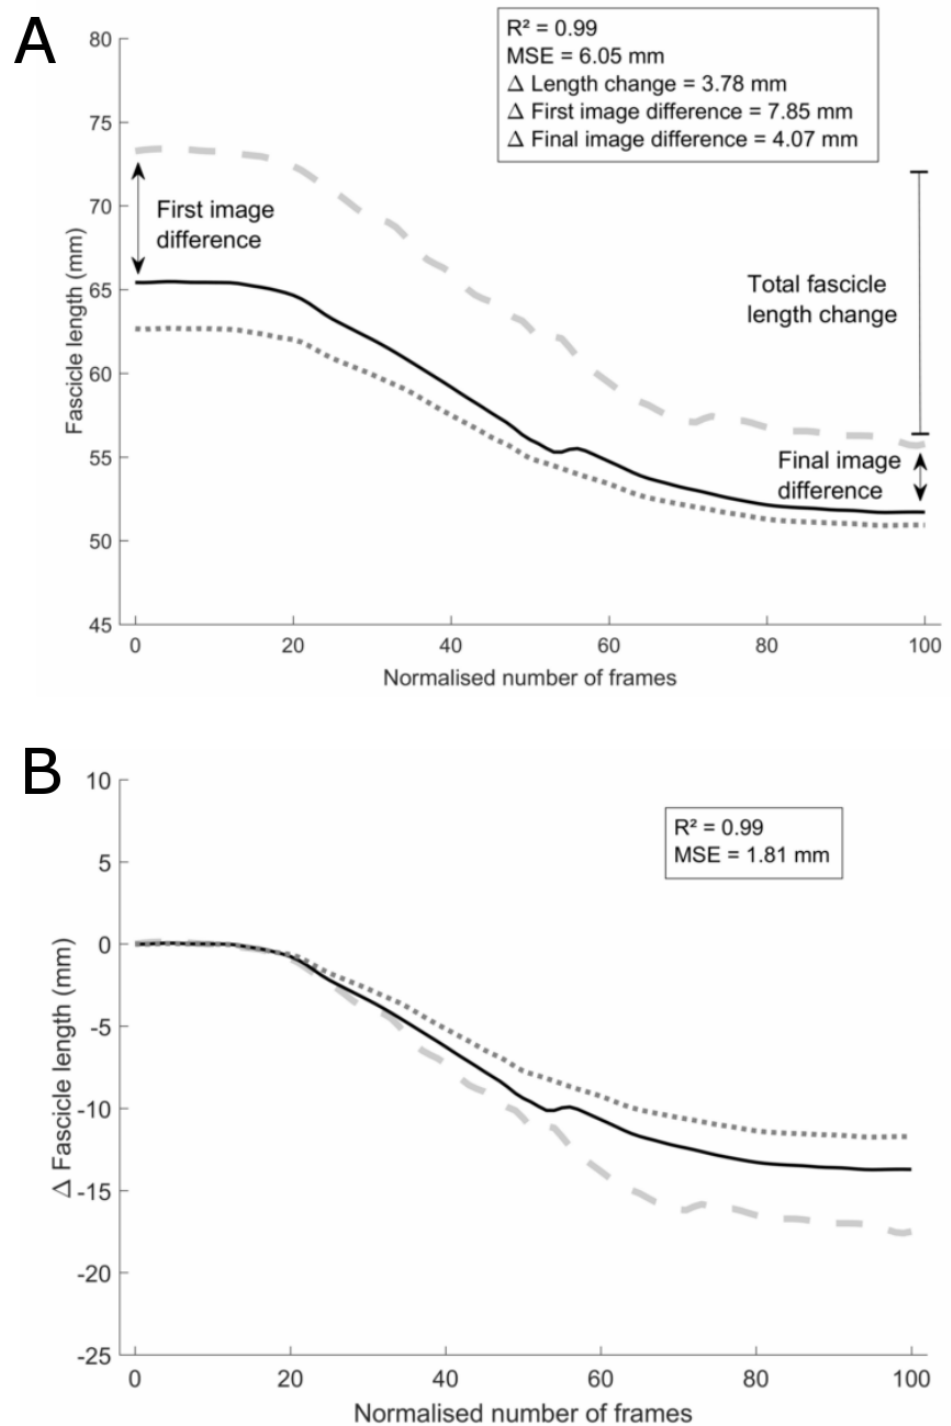 A
R² = 0.99
MSE = 6.05 mm
Δ Length change = 3.78 mm
Δ First image difference = 7.85 mm
Δ Final image difference = 4.07 mm
80
75
70
65
60
55
50
45
Fascicle length (mm)
First image
difference
Total fascicle
length change
Final image
difference
0 20 40 60 80 100
Normalised number of frames
B
R² = 0.99
MSE = 1.81 mm
10
5
0
-5
-10
-15
-20
-25
Δ Fascicle length (mm)
0 20 40 60 80 100
Normalised number of frames